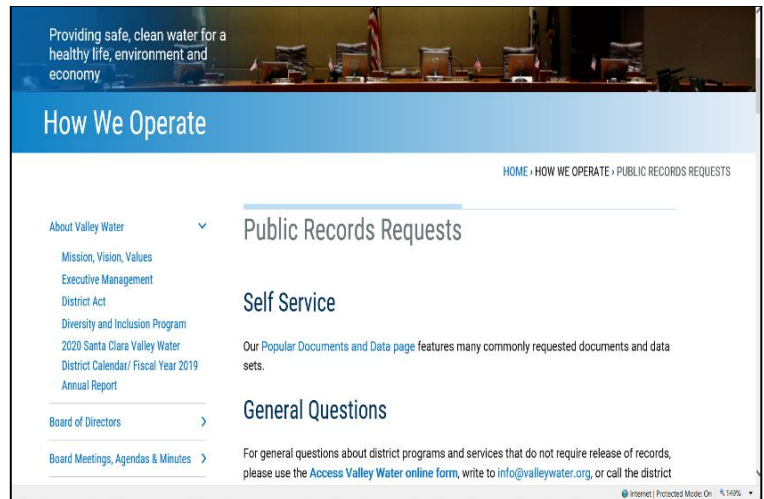 Providing safe, clean water for a
healthy life, environment and
economy
How We Operate
HOME › HOW WE OPERATE › PUBLIC RECORDS REQUESTS
About Valley Water
Mission, Vision, Values
Executive Management
District Act
Diversity and Inclusion Program
2020 Santa Clara Valley Water
District Calendar/ Fiscal Year 2019
Annual Report
Board of Directors
Board Meetings, Agendas & Minutes
Public Records Requests
Self Service
Our Popular Documents and Data page features many commonly requested documents and data
sets.
General Questions
For general questions about district programs and services that do not require release of records,
please use the Access Valley Water online form, write to info@valleywater.org, or call the district
Internet | Protected Mode: On
149%